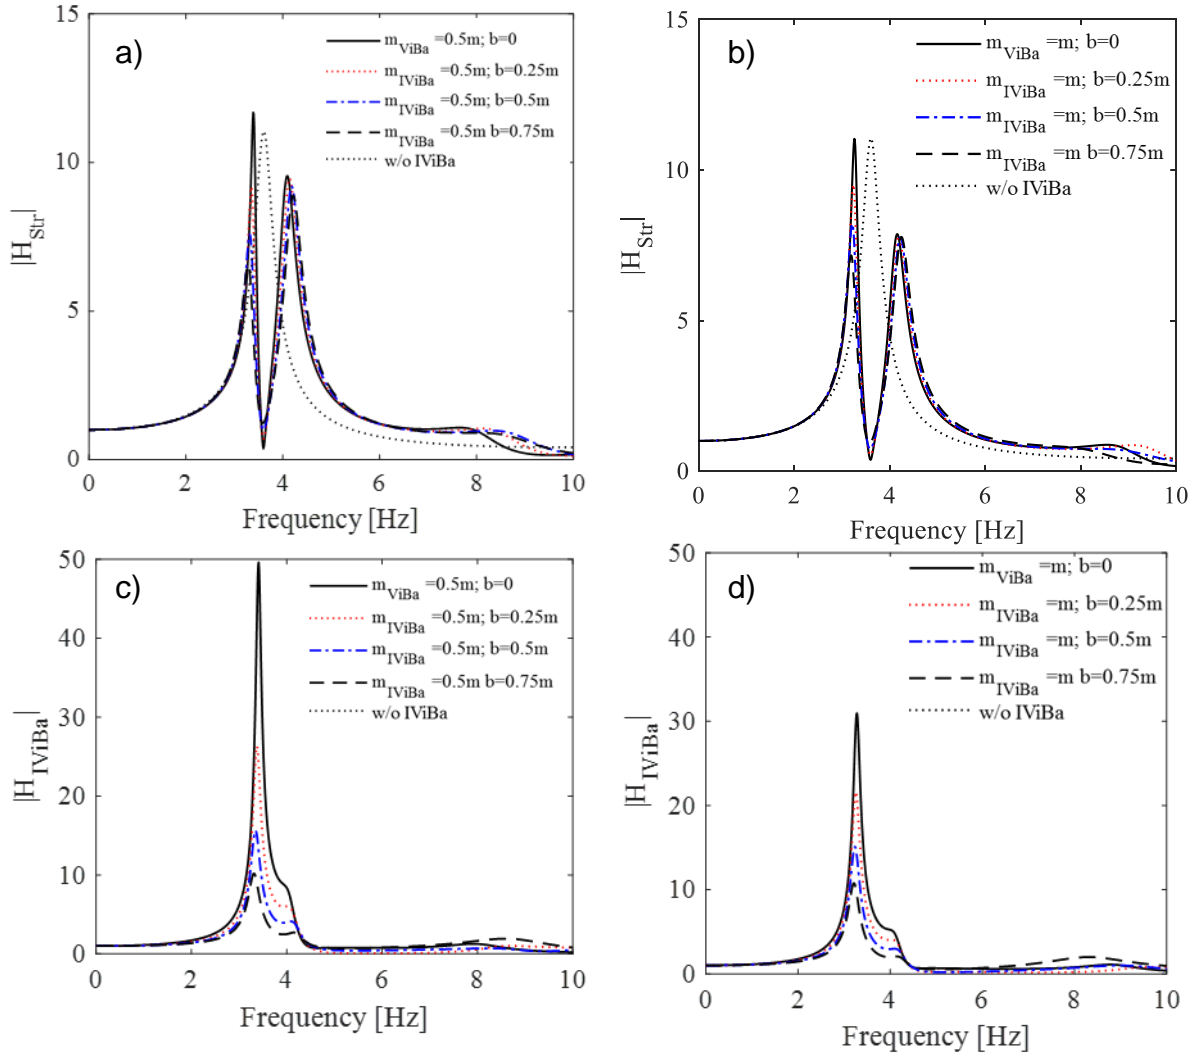 a)
15
10
5
0
|H_Str|
m_ViBa =0.5m; b=0
m_IViBa =0.5m; b=0.25m
m_IViBa =0.5m; b=0.5m
m_IViBa =0.5m b=0.75m
w/o IViBa
0 2 4 6 8 10
Frequency [Hz]
b)
15
10
5
0
|H_Str|
m_ViBa =m; b=0
m_IViBa =m; b=0.25m
m_IViBa =m; b=0.5m
m_IViBa =m b=0.75m
w/o IViBa
0 2 4 6 8 10
Frequency [Hz]
c)
50
40
30
20
10
0
|H_IViBa|
m_ViBa =0.5m; b=0
m_IViBa =0.5m; b=0.25m
m_IViBa =0.5m; b=0.5m
m_IViBa =0.5m b=0.75m
w/o IViBa
0 2 4 6 8 10
Frequency [Hz]
d)
50
40
30
20
10
0
|H_IViBa|
m_ViBa =m; b=0
m_IViBa =m; b=0.25m
m_IViBa =m; b=0.5m
m_IViBa =m b=0.75m
w/o IViBa
0 2 4 6 8 10
Frequency [Hz]